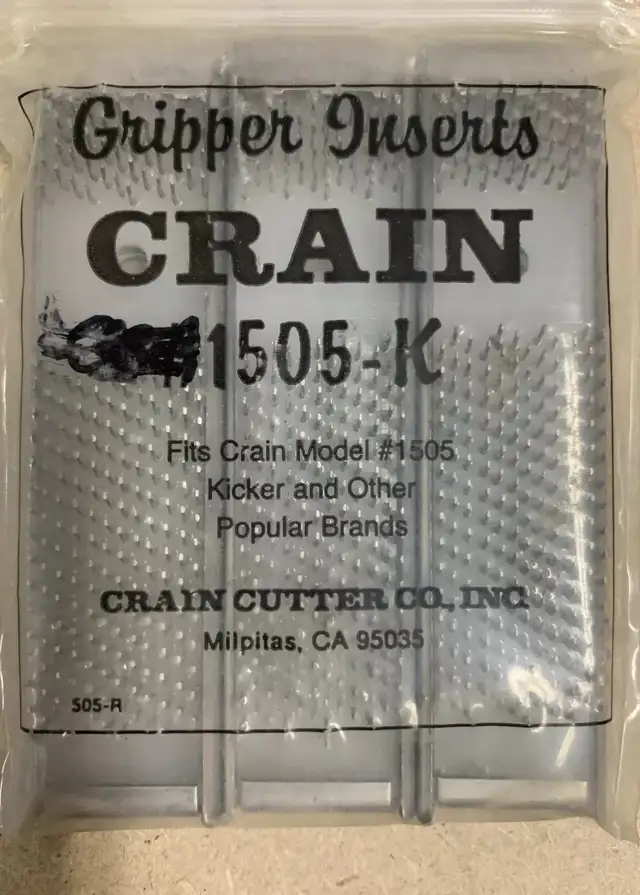 Gripper Inserts
CRAIN
#1505-K
Fits Crain Model #1505
Kicker and Other
Popular Brands
CRAIN CUTTER CO., INC.
Milpitas, CA 95035
505-R